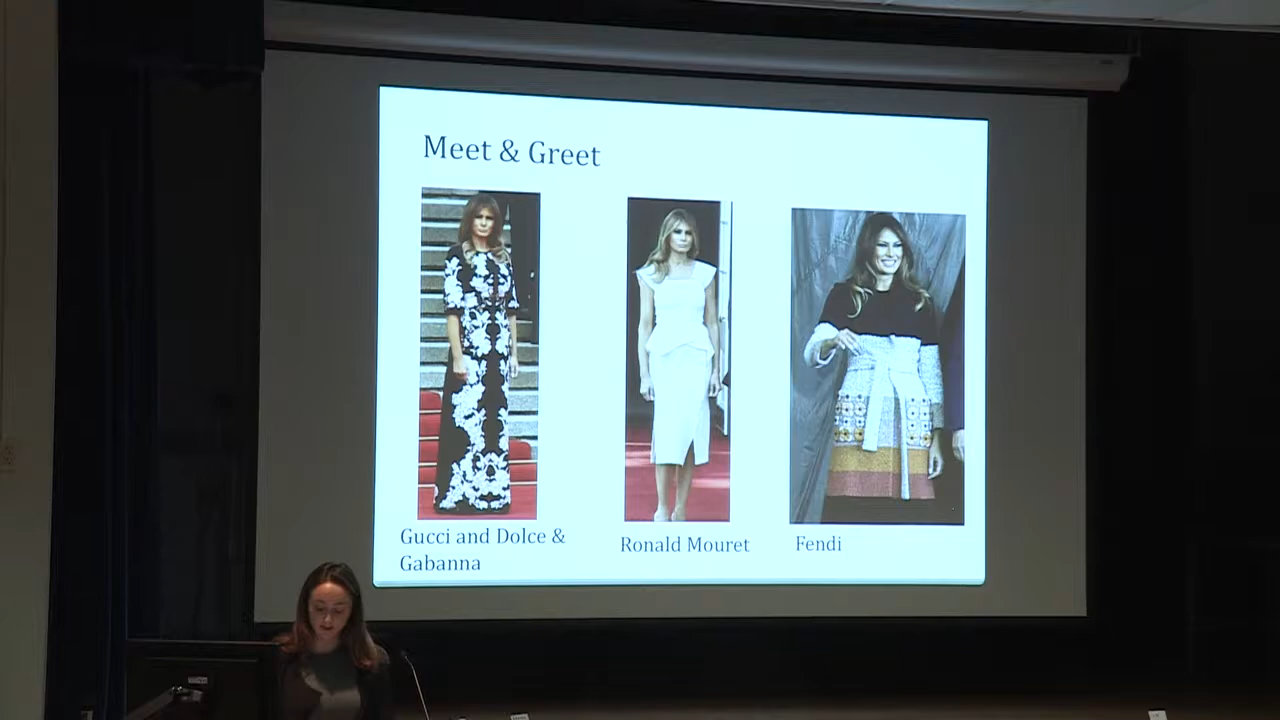 Meet & Greet
Gucci and Dolce &
Gabanna
Ronald Mouret
Fendi